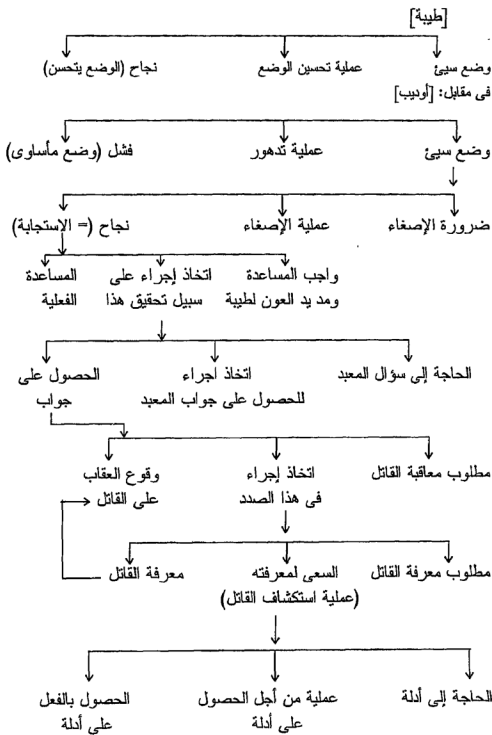 [طيبة]
وضع سيئ عملية تحسين الوضع نجاح (الوضع يتحسن)
فى مقابل: [أوديب]
وضع سيئ عملية تدهور فشل (وضع مأساوى)
ضرورة الإصغاء عملية الإصغاء نجاح (= الاستجابة)
واجب المساعدة اتخاذ إجراء على المساعدة
ومد يد العون لطيبة سبيل تحقيق هذا الفعلية
الحاجة إلى سؤال المعبد اتخاذ اجراء الحصول على
للحصول على جواب المعبد جواب
مطلوب معاقبة القاتل اتخاذ إجراء وقوع العقاب
فى هذا الصدد على القاتل
مطلوب معرفة القاتل السعى لمعرفته معرفة القاتل
(عملية استكشاف القاتل)
الحاجة إلى أدلة عملية من أجل الحصول الحصول بالفعل
على أدلة على أدلة